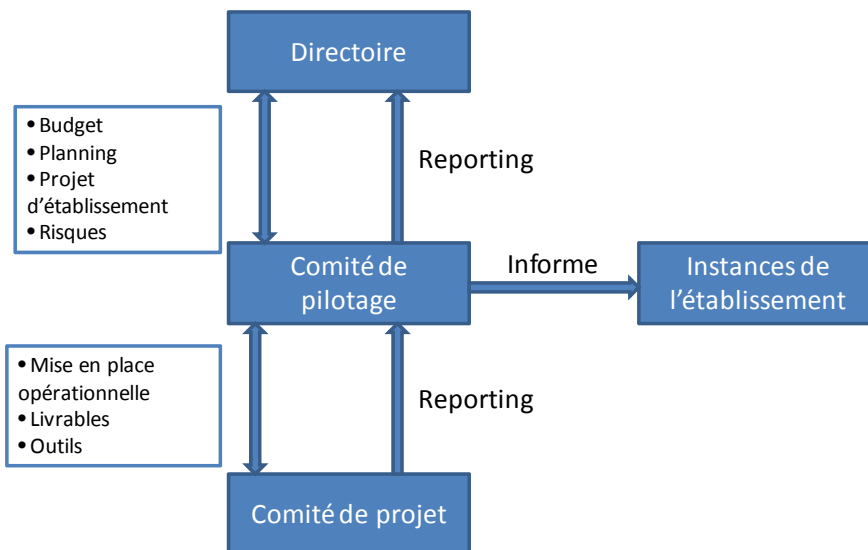 Directoire
• Budget
• Planning
• Projet
d’établissement
• Risques
Reporting
Comité de
pilotage
Informe
Instances de
l’établissement
• Mise en place
opérationnelle
• Livrables
• Outils
Reporting
Comité de projet